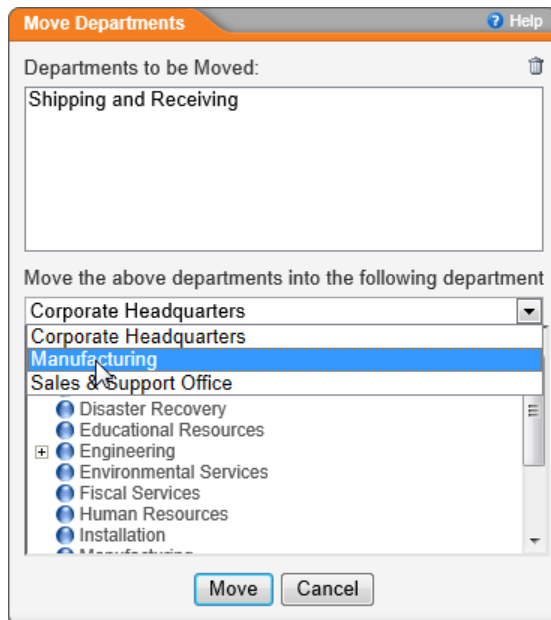 Move Departments
Help
Departments to be Moved:
Shipping and Receiving
Move the above departments into the following department
Corporate Headquarters
Corporate Headquarters
Manufacturing
Sales & Support Office
Disaster Recovery
Educational Resources
Engineering
Environmental Services
Fiscal Services
Human Resources
Installation
Manufacturing
Move
Cancel